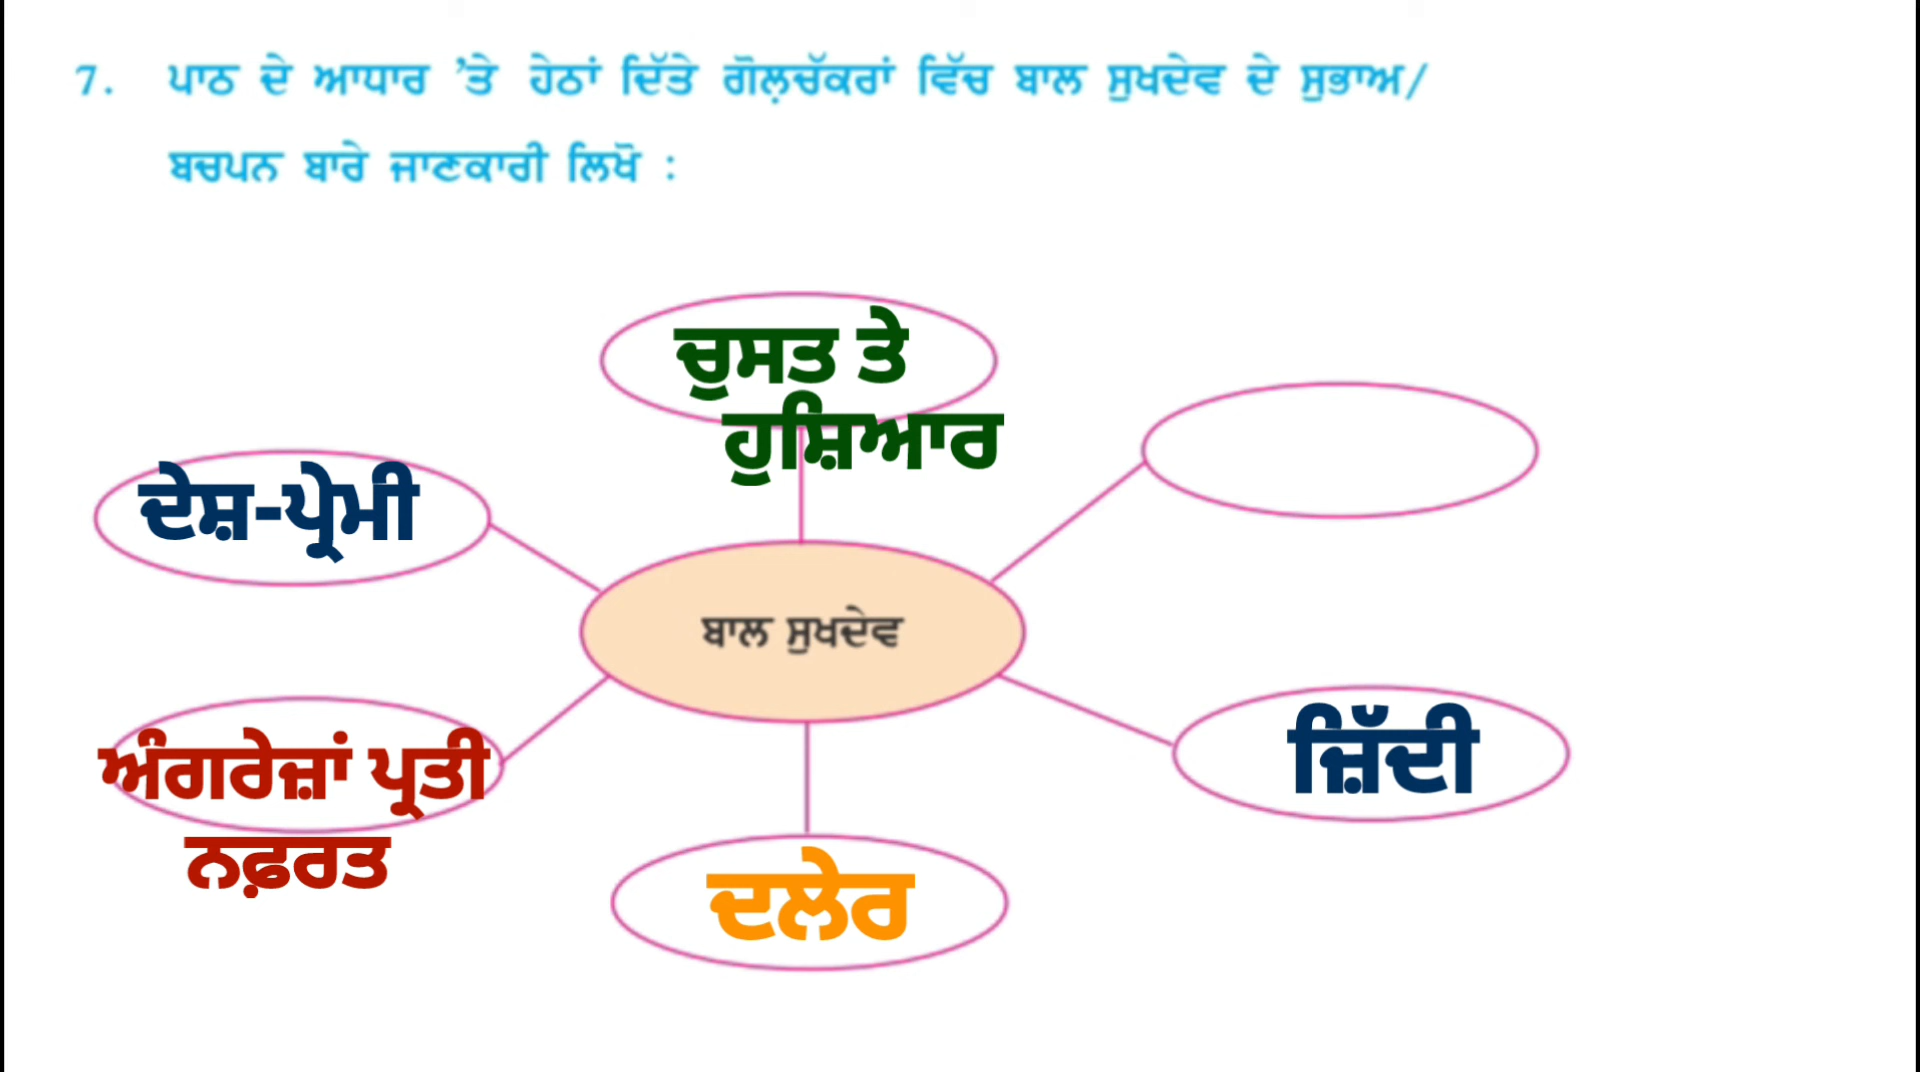 7. ਪਾਠ ਦੇ ਆਧਾਰ ’ਤੇ ਹੇਠਾਂ ਦਿੱਤੇ ਗੋਲ਼ਚੱਕਰਾਂ ਵਿੱਚ ਬਾਲ ਸੁਖਦੇਵ ਦੇ ਸੁਭਾਅ/
ਬਚਪਨ ਬਾਰੇ ਜਾਣਕਾਰੀ ਲਿਖੋ :
ਚੁਸਤ ਤੇ
ਹੁਸ਼ਿਆਰ
ਦੇਸ਼-ਪ੍ਰੇਮੀ
ਬਾਲ ਸੁਖਦੇਵ
ਅੰਗਰੇਜ਼ਾਂ ਪ੍ਰਤੀ
ਨਫ਼ਰਤ
ਜ਼ਿੱਦੀ
ਦਲੇਰ